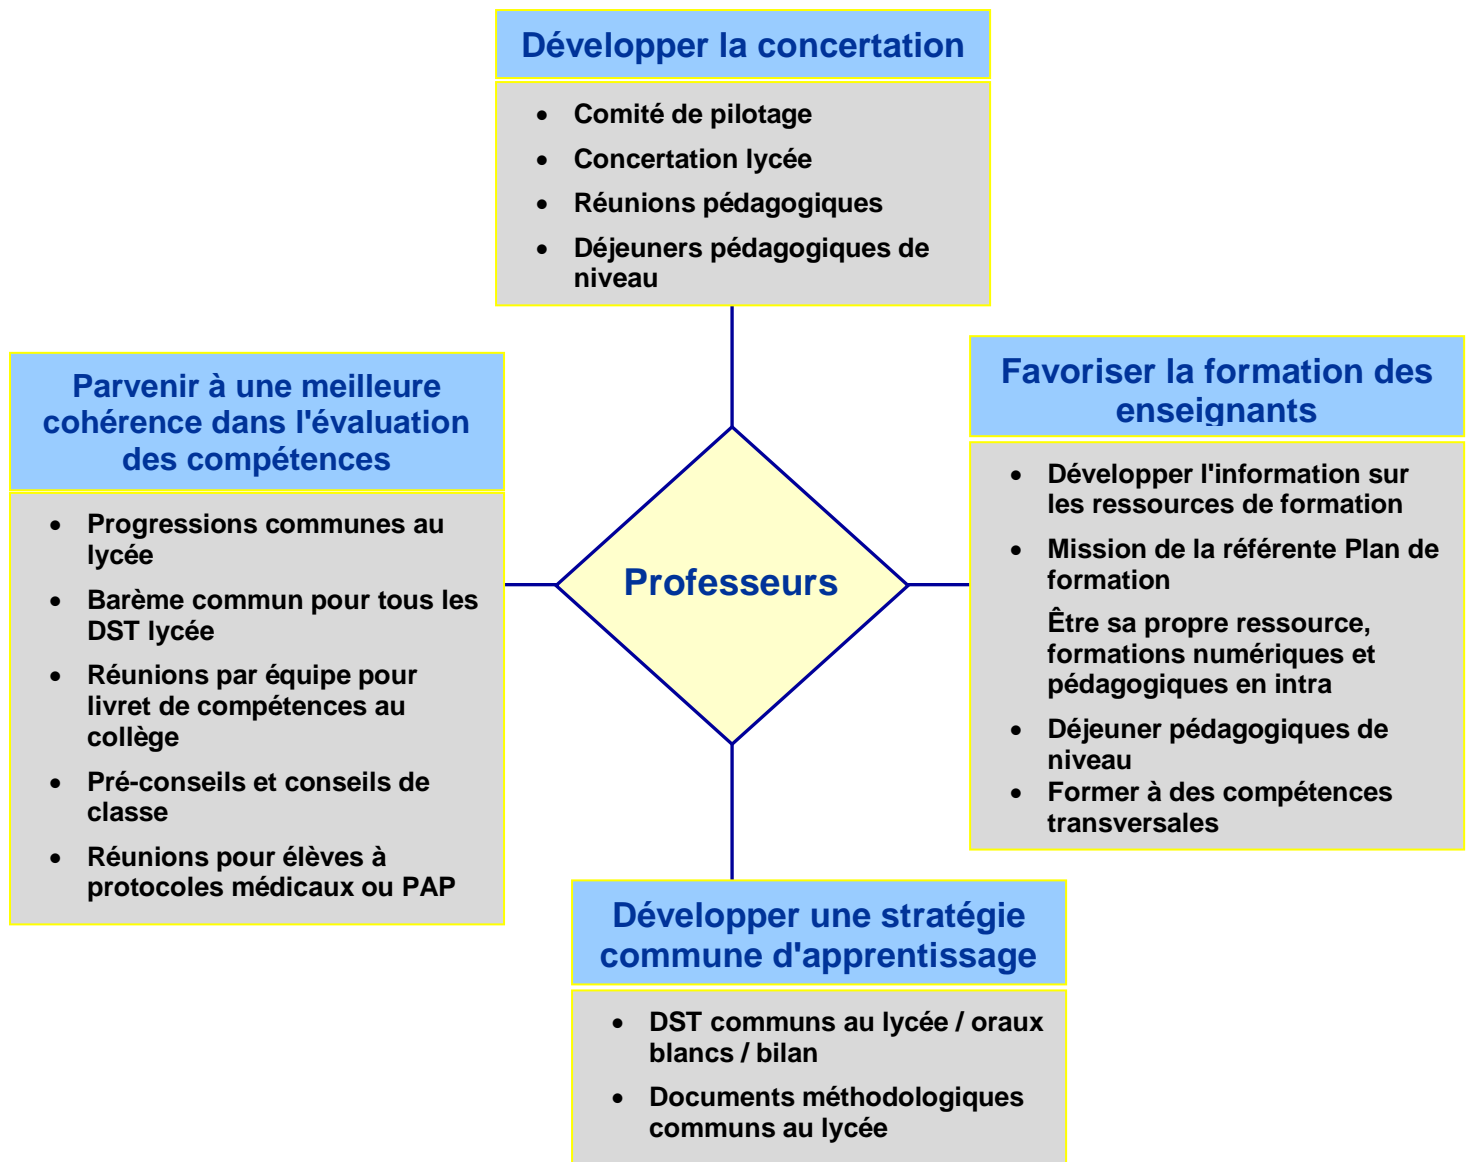 Développer la concertation
• Comité de pilotage
• Concertation lycée
• Réunions pédagogiques
• Déjeuners pédagogiques de
niveau
Parvenir à une meilleure
cohérence dans l'évaluation
des compétences
• Progressions communes au
lycée
• Barème commun pour tous les
DST lycée
• Réunions par équipe pour
livret de compétences au
collège
• Pré-conseils et conseils de
classe
• Réunions pour élèves à
protocoles médicaux ou PAP
Professeurs
Favoriser la formation des
enseignants
• Développer l'information sur
les ressources de formation
• Mission de la référente Plan de
formation
Être sa propre ressource,
formations numériques et
pédagogiques en intra
• Déjeuner pédagogiques de
niveau
• Former à des compétences
transversales
Développer une stratégie
commune d'apprentissage
• DST communs au lycée / oraux
blancs / bilan
• Documents méthodologiques
communs au lycée